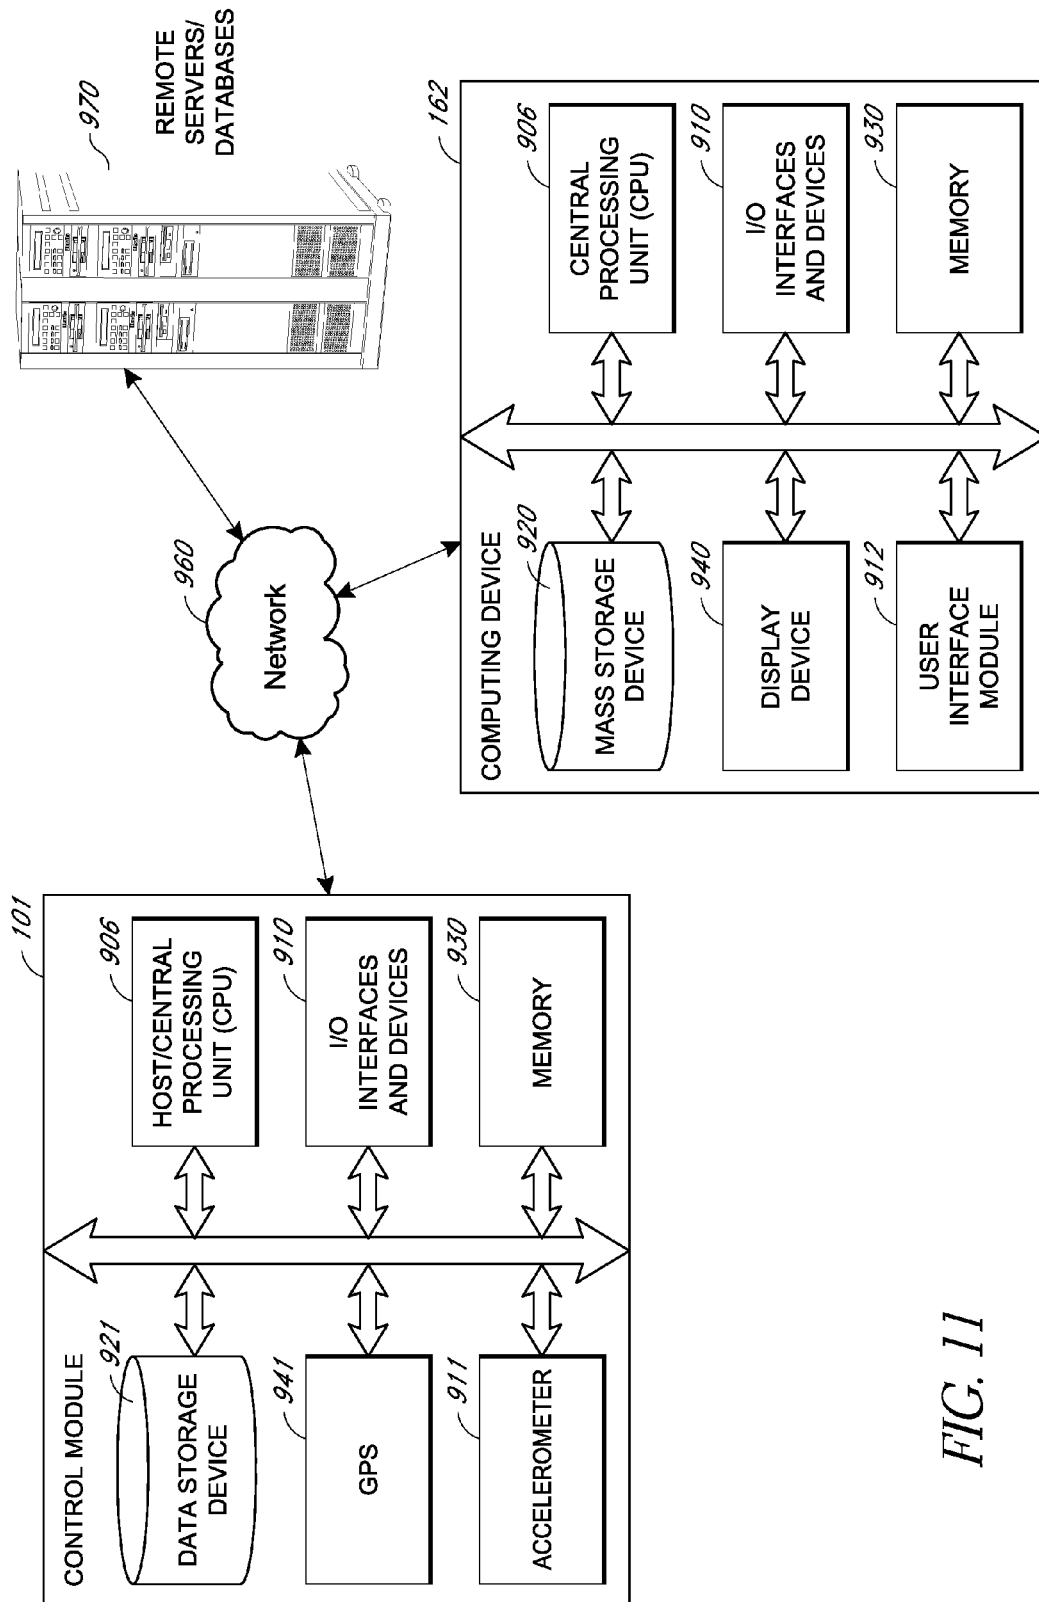 CONTROL MODULE
101
921
DATA STORAGE
DEVICE
906
HOST/CENTRAL
PROCESSING
UNIT (CPU)
941
GPS
910
I/O
INTERFACES
AND DEVICES
911
ACCELEROMETER
930
MEMORY
960
Network
970
REMOTE
SERVERS/
DATABASES
COMPUTING DEVICE
162
920
MASS STORAGE
DEVICE
906
CENTRAL
PROCESSING
UNIT (CPU)
940
DISPLAY
DEVICE
910
I/O
INTERFACES
AND DEVICES
912
USER
INTERFACE
MODULE
930
MEMORY
FIG. 11